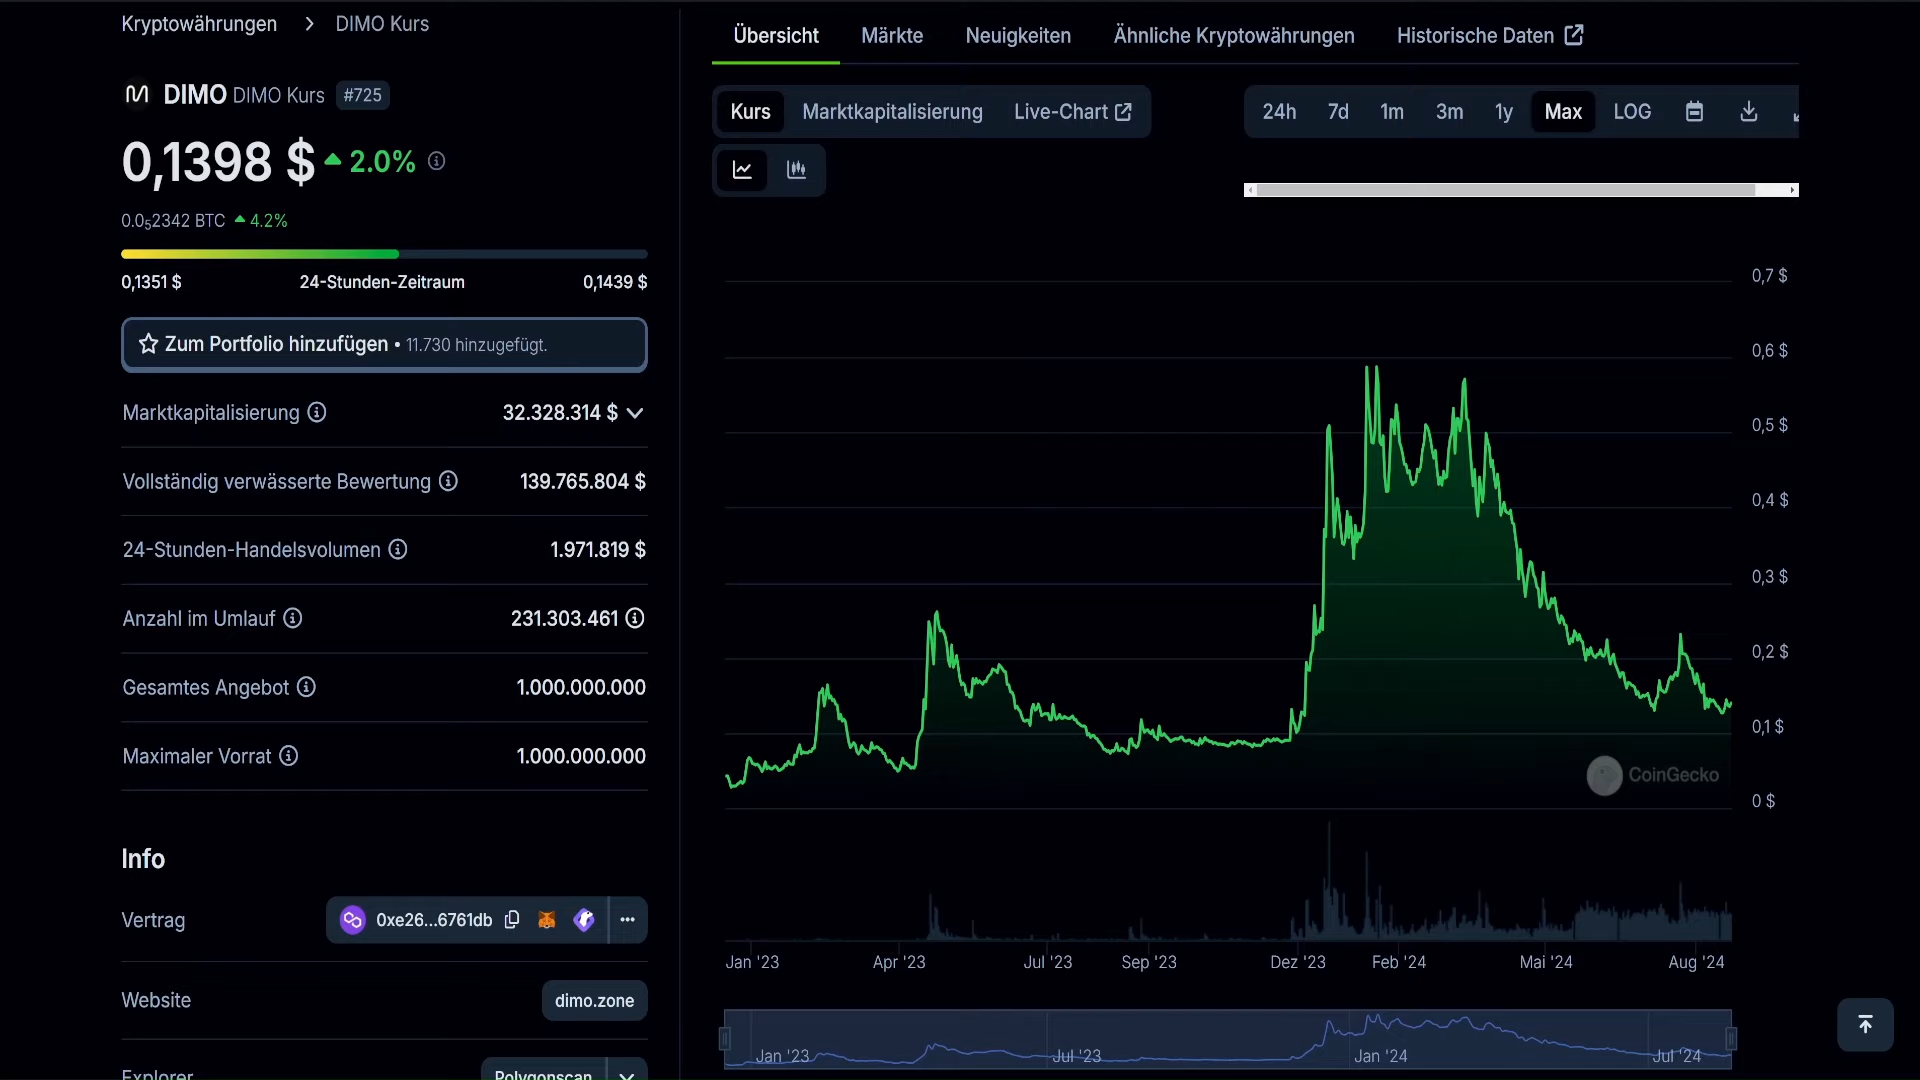 Kryptowährungen > DIMO Kurs
DIMO DIMO Kurs #725
0,1398 $ 2.0%
0.0₅2342 BTC 4.2%
0,1351 $ 24-Stunden-Zeitraum 0,1439 $
Zum Portfolio hinzufügen • 11.730 hinzugefügt.
Marktkapitalisierung 32.328.314 $
Vollständig verwässerte Bewertung 139.765.804 $
24-Stunden-Handelsvolumen 1.971.819 $
Anzahl im Umlauf 231.303.461
Gesamtes Angebot 1.000.000.000
Maximaler Vorrat 1.000.000.000
Info
Vertrag 0xe26...6761db
Website dimo.zone
Explorer Polygonscan
Übersicht Märkte Neuigkeiten Ähnliche Kryptowährungen Historische Daten
Kurs Marktkapitalisierung Live-Chart
24h 7d 1m 3m 1y Max LOG
0,7 $
0,6 $
0,5 $
0,4 $
0,3 $
0,2 $
0,1 $
CoinGecko
0 $
Jan '23 Apr '23 Jul '23 Sep '23 Dez '23 Feb '24 Mai '24 Aug '24
Jan '23 Jul '23 Jan '24 Jul '24